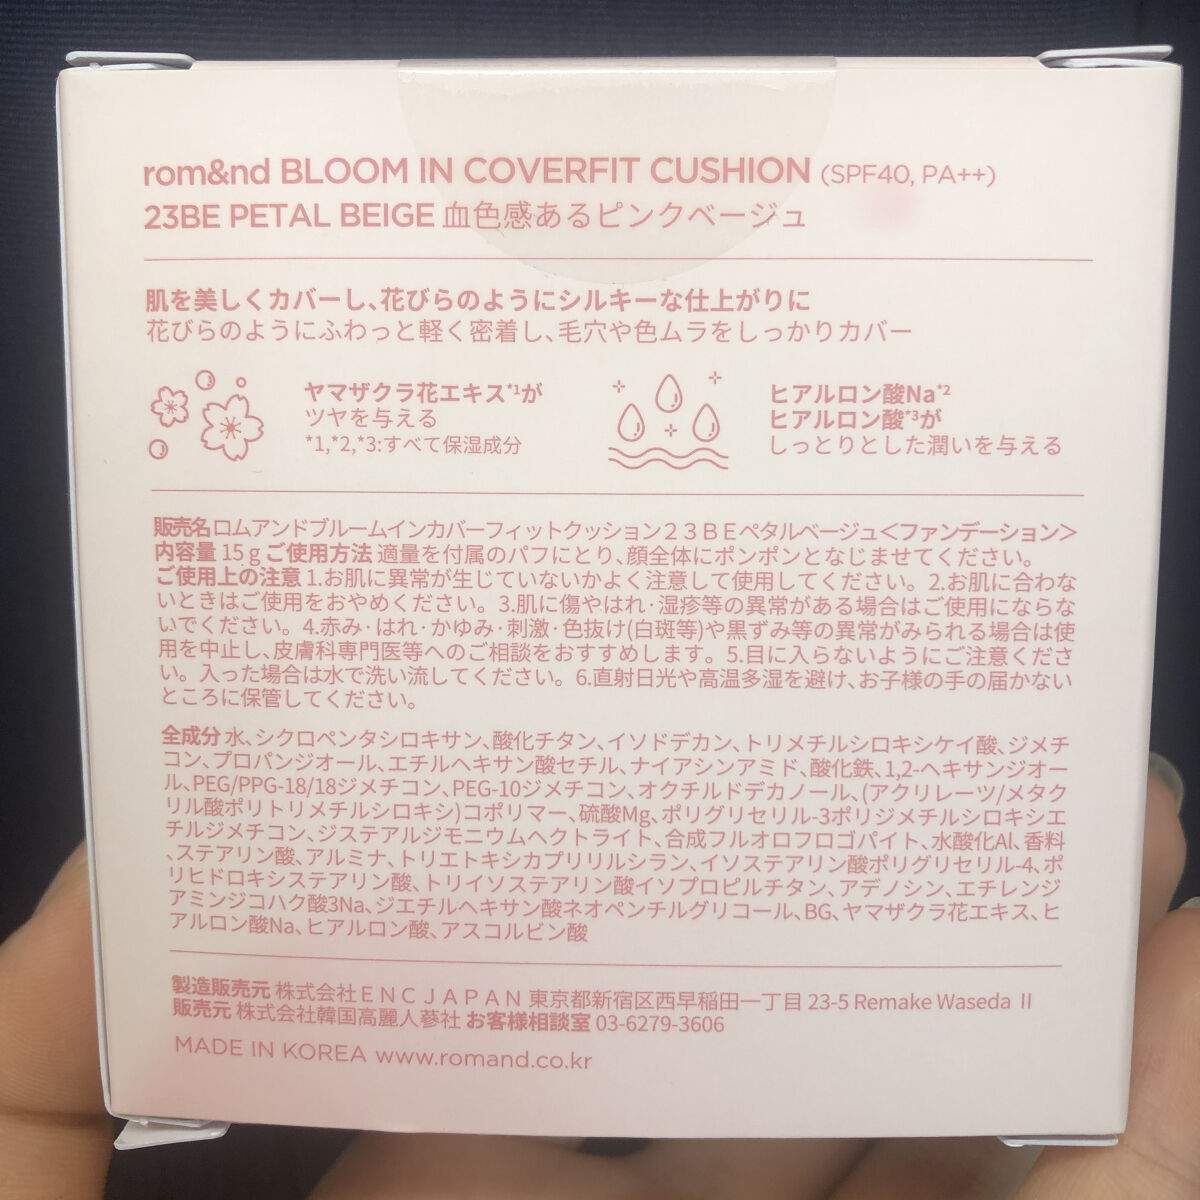 rom&nd BLOOM IN COVERFIT CUSHION (SPF40, PA++)
23BE PETAL BEIGE 血色感あるピンクベージュ
肌を美しくカバーし、花びらのようにシルキーな仕上がりに
花びらのようにふわっと軽く密着し、毛穴や色ムラをしっかりカバー
ヤマザクラ花エキス*1が
ツヤを与える
*1,*2,*3:すべて保湿成分
ヒアルロン酸Na*2
ヒアルロン酸*3が
しっとりとした潤いを与える
販売名 ロムアンドブルームインカバーフィットクッション23BEペタルベージュ<ファンデーション>
内容量 15g ご使用方法 適量を付属のパフにとり、顔全体にポンポンとなじませてください。
ご使用上の注意 1.お肌に異常が生じていないかよく注意して使用してください。2.お肌に合わな
いときはご使用をおやめください。3.肌に傷やはれ・湿疹等の異常がある場合はご使用にならな
いでください。4.赤み・はれ・かゆみ・刺激・色抜け(白斑等)や黒ずみ等の異常がみられる場合は使
用を中止し、皮膚科専門医等へのご相談をおすすめします。5.目に入らないようにご注意くださ
い。入った場合は水で洗い流してください。6.直射日光や高温多湿を避け、お子様の手の届かない
ところに保管してください。
全成分 水、シクロペンタシロキサン、酸化チタン、イソドデカン、トリメチルシロキシケイ酸、ジメチ
コン、プロパンジオール、エチルヘキサン酸セチル、ナイアシンアミド、酸化鉄、1,2-ヘキサンジオー
ル、PEG/PPG-18/18ジメチコン、PEG-10ジメチコン、オクチルドデカノール、(アクリレーツ/メタク
リル酸ポリトリメチルシロキシ)コポリマー、硫酸Mg、ポリグリセリル-3ポリジメチルシロキシエ
チルジメチコン、ジステアルジモニウムヘクトライト、合成フルオロフロゴパイト、水酸化Al、香料
、ステアリン酸、アルミナ、トリエトキシカプリリルシラン、イソステアリン酸ポリグリセリル-4、ポ
リヒドロキシステアリン酸、トリイソステアリン酸イソプロピルチタン、アデノシン、エチレンジ
アミンジコハク酸3Na、ジエチルヘキサン酸ネオペンチルグリコール、BG、ヤマザクラ花エキス、ヒ
アルロン酸Na、ヒアルロン酸、アスコルビン酸
製造販売元 株式会社ENCJAPAN 東京都新宿区西早稲田一丁目 23-5 Remake Waseda Ⅱ
販売元 株式会社韓国高麗人蔘社 お客様相談室 03-6279-3606
MADE IN KOREA www.romand.co.kr